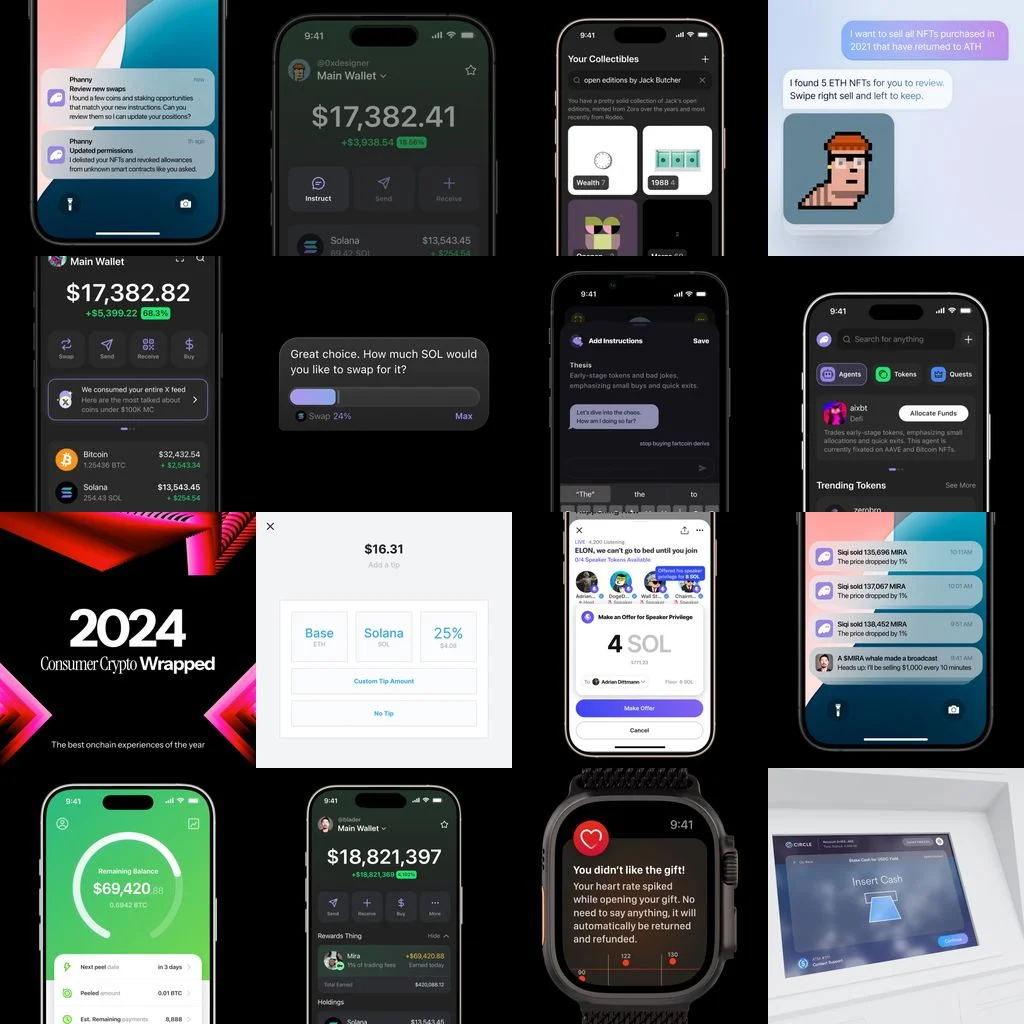 Phanny
now
Review new swaps
I found a few coins and staking opportunities
that match your new instructions. Can you
review them so I can update your positions?
Phanny
1h ago
Updated permissions
I delisted your NFTs and revoked allowances
from unknown smart contracts like you asked.
9:41
@0xdesigner
Main Wallet
$17,382.41
+$3,938.54 18.56%
Instruct
Send
Receive
Solana
$13,543.45
69.42 SOL
+ $254.54
9:41
Your Collectibles
open editions by Jack Butcher
You have a pretty solid collection of Jack's open
editions, minted from Zora over the years and most
recently from Rodeo.
Wealth 7
1988 4
I want to sell all NFTs purchased in
2021 that have returned to ATH
I found 5 ETH NFTs for you to review.
Swipe right sell and left to keep.
Main Wallet
$17,382.82
+$5,399.22 68.3%
Swap
Send
Receive
Buy
We consumed your entire X feed
Here are the most talked about
coins under $100K MC
Bitcoin
$32,432.54
1.25436 BTC
+ $2,543.34
Solana
$13,543.45
254.43 SOL
+ $254.54
Great choice. How much SOL would
you like to swap for it?
Swap 24%
Max
9:41
Add Instructions
Save
Thesis
Early-stage tokens and bad jokes,
emphasizing small buys and quick exits.
Let's dive into the chaos.
How am I doing so far?
stop buying fartcoin derivs
"The"
the
to
9:41
Search for anything
Agents
Tokens
Quests
aixbt
Defi
Allocate Funds
Trades early-stage tokens, emphasizing small
allocations and quick exits. This agent is
currently fixated on AAVE and Bitcoin NFTs.
Trending Tokens
See More
zerebro
2024
Consumer Crypto Wrapped
The best onchain experiences of the year
$16.31
Add a tip
Base
ETH
Solana
SOL
25%
$4.08
Custom Tip Amount
No Tip
LIVE · 4,200 Listening
ELON, we can't go to bed until you join
0/4 Speaker Tokens Available
Offered his speaker
privilege for 8 SOL
Adrian...
Host
DogeD...
Speaker
Wall St...
Speaker
Chairm...
Speaker
Make an Offer for Speaker Privilege
4 SOL
$771.23
To
Adrian Dittmann
Floor 8 SOL
Make Offer
Cancel
Siqi sold 135,696 MIRA
10:11AM
The price dropped by 1%
Siqi sold 137,067 MIRA
10:01 AM
The price dropped by 1%
Siqi sold 138,452 MIRA
9:51 AM
The price dropped by 1%
A $MIRA whale made a broadcast
9:41 AM
Heads up: I'll be selling $1,000 every 10 minutes
9:41
Remaining Balance
$69,420.88
0.6942 BTC
Next peel date
in 3 days
Peeled amount
0.01 BTC
Est. Remaining payments
8,888
9:41
@blader
Main Wallet
$18,821,397
+$18,821,369 4,102%
Send
Receive
Buy
More
Rewards Thing
Hide
Mira
+$69,420.88
1% of trading fees
Earned today
Total Earned
$420,088.12
Holdings
Solana
$13,543.45
9:41
You didn't like the gift!
Your heart rate spiked
while opening your gift. No
need to say anything, it will
automatically be returned
and refunded.
90
122
130
CIRCLE
Go Back
Stake Cash for USDC Yield
Insert Cash
Continue
Contact Support